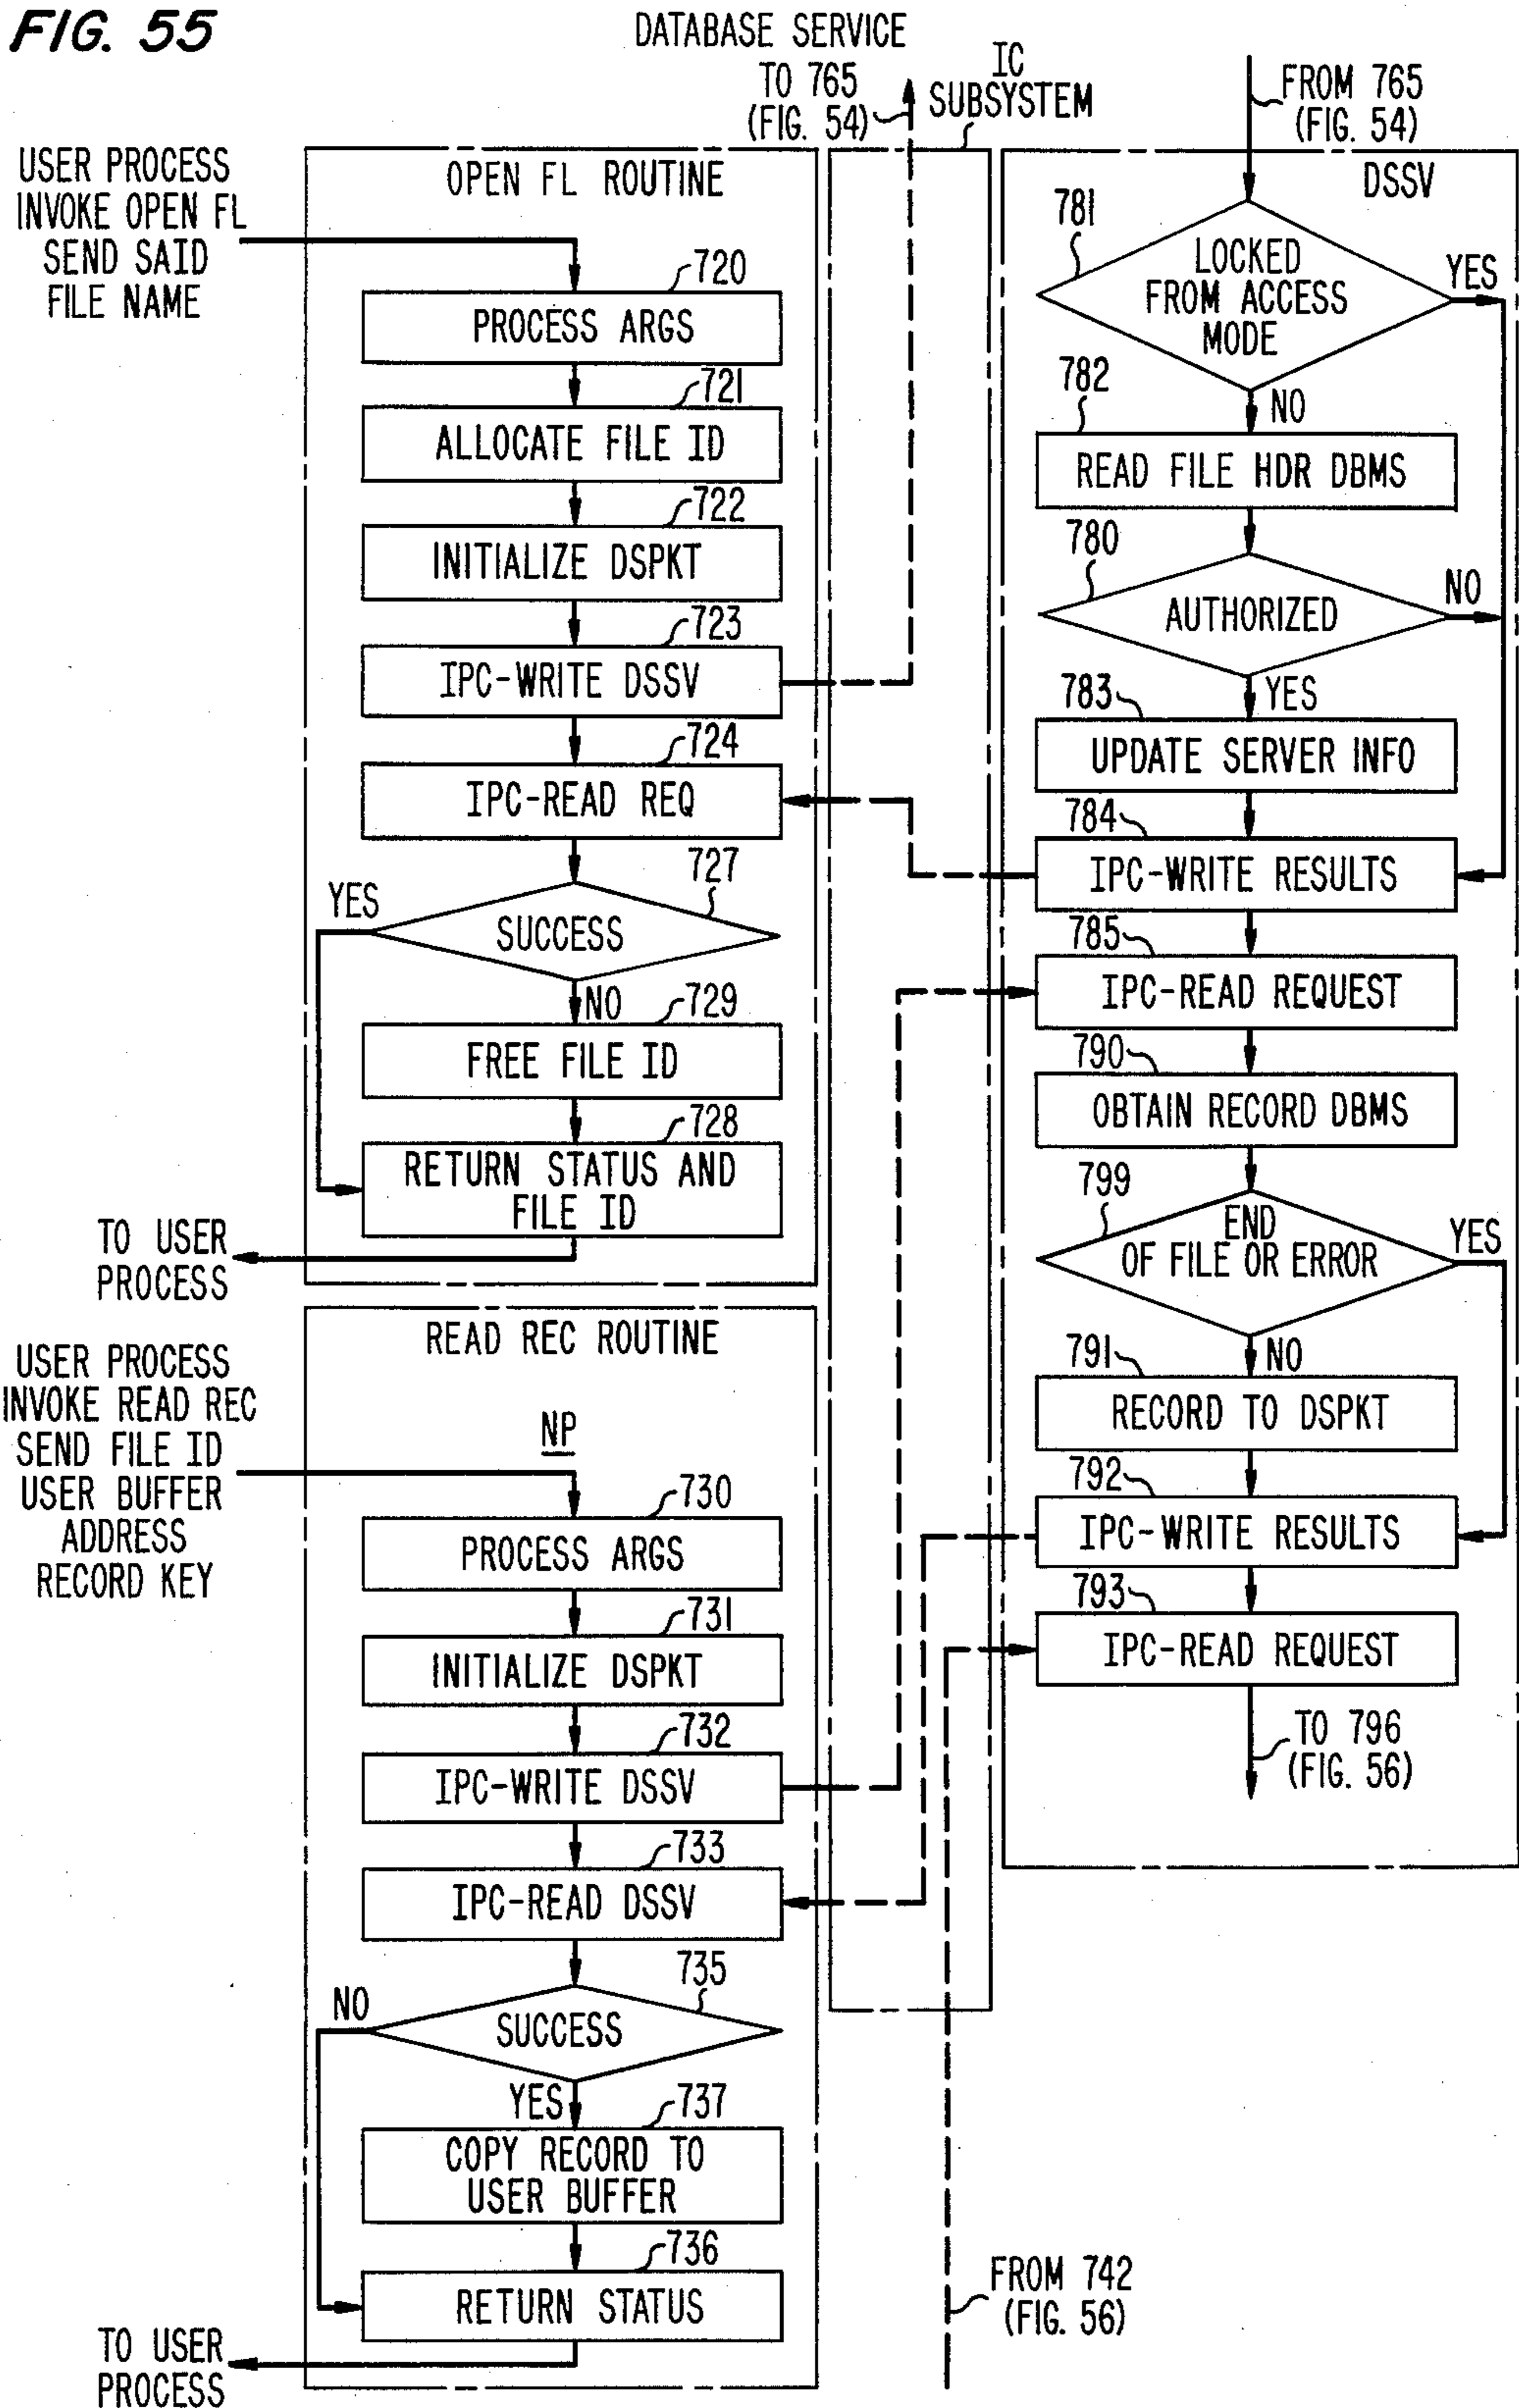 FIG. 55
DATABASE SERVICE
TO 765
(FIG. 54)
IC
SUBSYSTEM
FROM 765
(FIG. 54)
USER PROCESS
INVOKE OPEN FL
SEND SAID
FILE NAME
OPEN FL ROUTINE
720
PROCESS ARGS
721
ALLOCATE FILE ID
722
INITIALIZE DSPKT
723
IPC-WRITE DSSV
724
IPC-READ REQ
727
YES
SUCCESS
NO
729
FREE FILE ID
728
RETURN STATUS AND
FILE ID
TO USER
PROCESS
DSSV
781
LOCKED
FROM ACCESS
MODE
YES
NO
782
READ FILE HDR DBMS
780
AUTHORIZED
NO
YES
783
UPDATE SERVER INFO
784
IPC-WRITE RESULTS
785
IPC-READ REQUEST
790
OBTAIN RECORD DBMS
799
END
OF FILE OR ERROR
YES
NO
791
RECORD TO DSPKT
792
IPC-WRITE RESULTS
793
IPC-READ REQUEST
TO 796
(FIG. 56)
READ REC ROUTINE
USER PROCESS
INVOKE READ REC
SEND FILE ID
USER BUFFER
ADDRESS
RECORD KEY
NP
730
PROCESS ARGS
731
INITIALIZE DSPKT
732
IPC-WRITE DSSV
733
IPC-READ DSSV
735
NO
SUCCESS
YES
737
COPY RECORD TO
USER BUFFER
736
RETURN STATUS
TO USER
PROCESS
FROM 742
(FIG. 56)